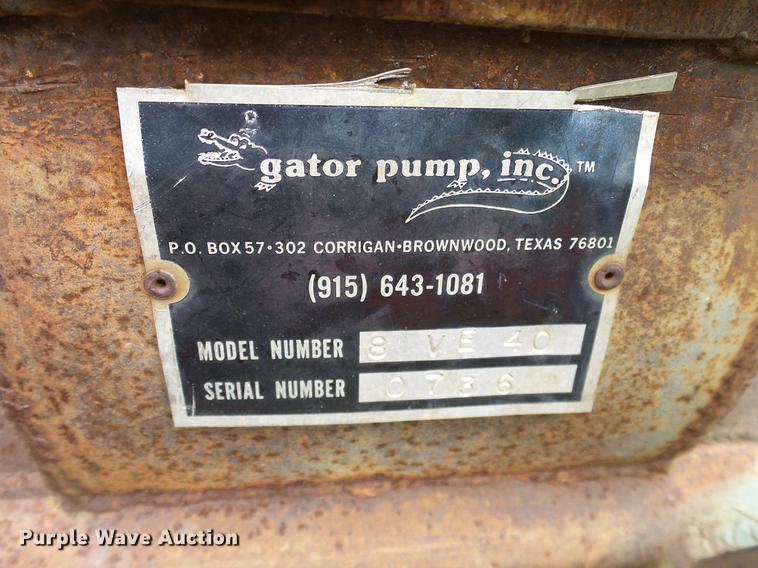 gator pump, inc.™
P.O. BOX 57•302 CORRIGAN•BROWNWOOD, TEXAS 76801
(915) 643-1081
MODEL NUMBER 8 VE 40
SERIAL NUMBER 0736
Purple Wave Auction